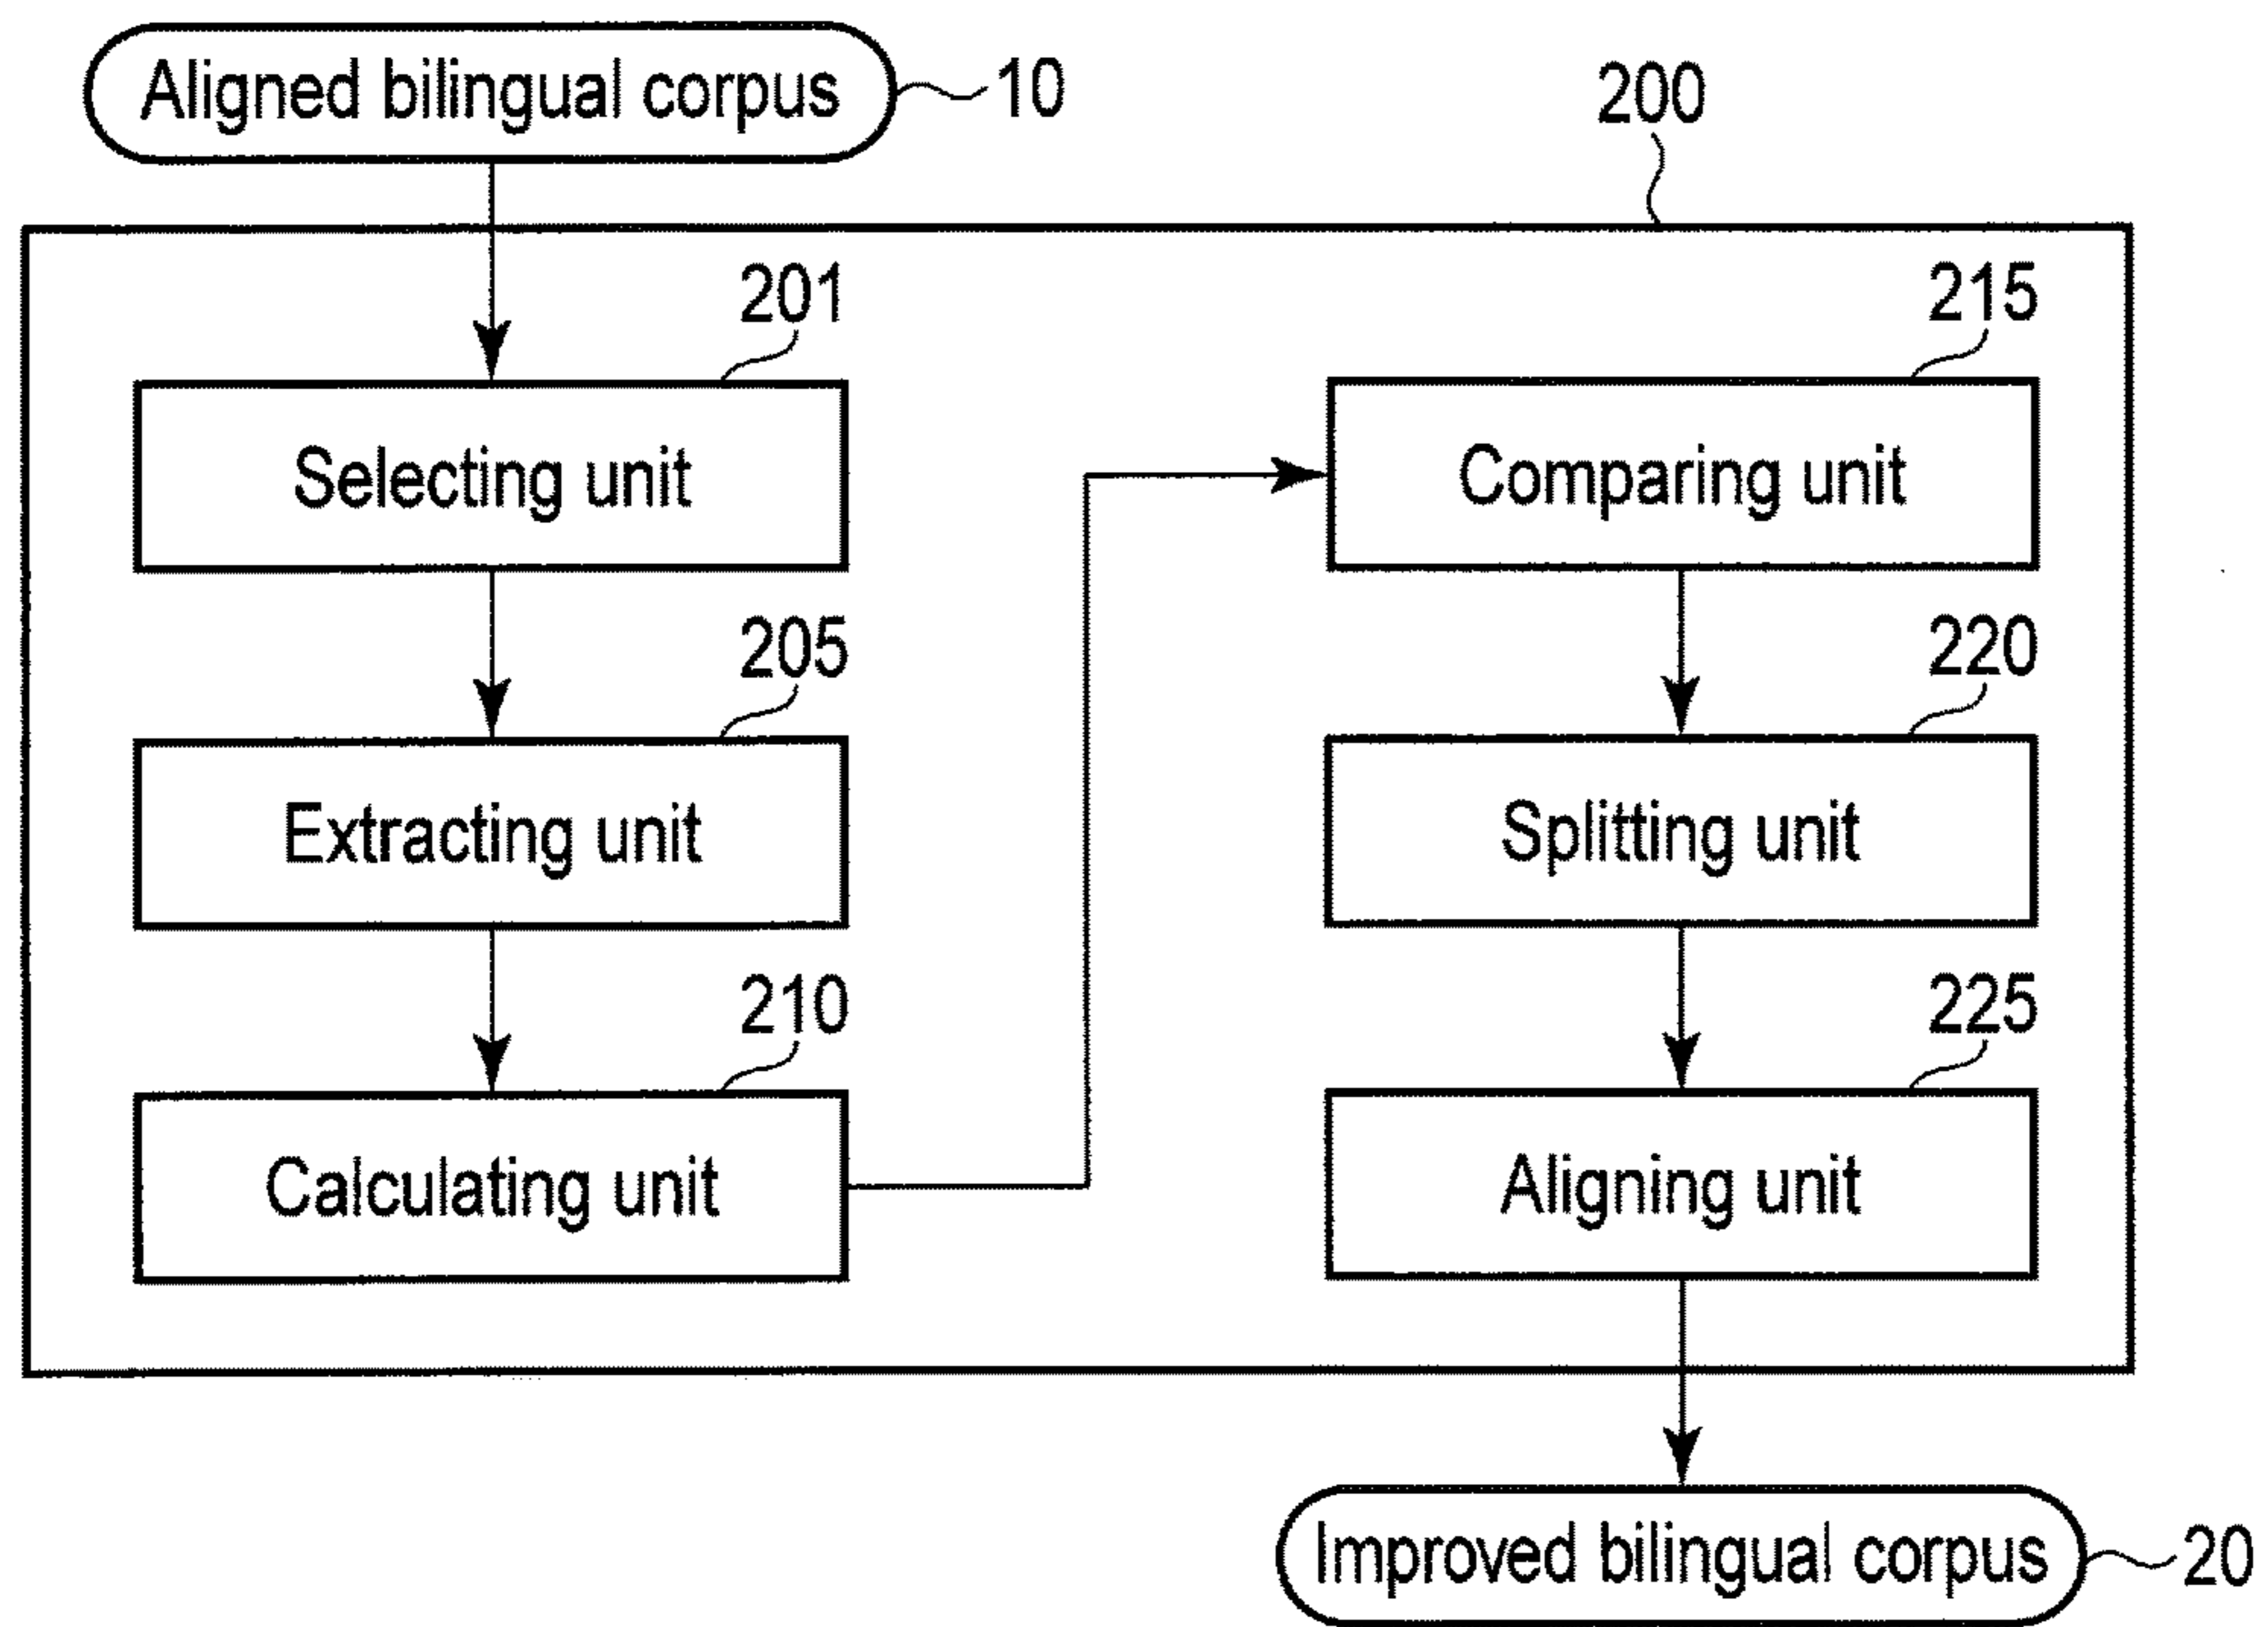 Aligned bilingual corpus 10
200
201
Selecting unit
205
Extracting unit
210
Calculating unit
215
Comparing unit
220
Splitting unit
225
Aligning unit
Improved bilingual corpus 20